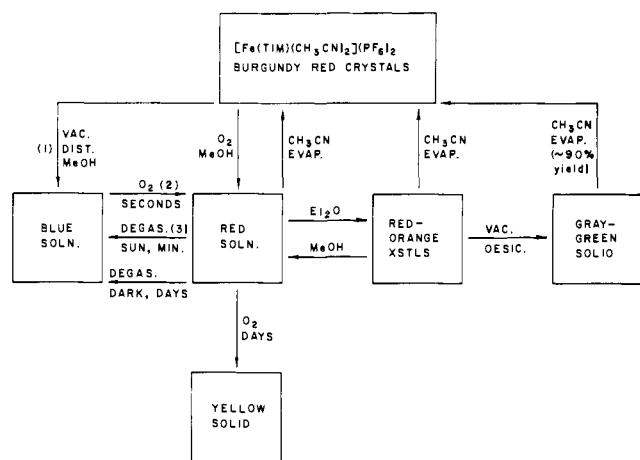 [Fe(TIM)(CH3CN)2](PF6)2
BURGUNDY RED CRYSTALS
(1) VAC.
DIST.
MeOH
O2
MeOH
CH3CN
EVAP.
CH3CN
EVAP.
CH3CN
EVAP.
(~90%
yield)
BLUE
SOLN.
O2 (2)
SECONDS
DEGAS. (3)
SUN, MIN.
DEGAS.
DARK, DAYS
RED
SOLN.
Et2O
MeOH
RED-
ORANGE
XSTLS
VAC.
DESIC.
GRAY-
GREEN
SOLID
O2
DAYS
YELLOW
SOLID